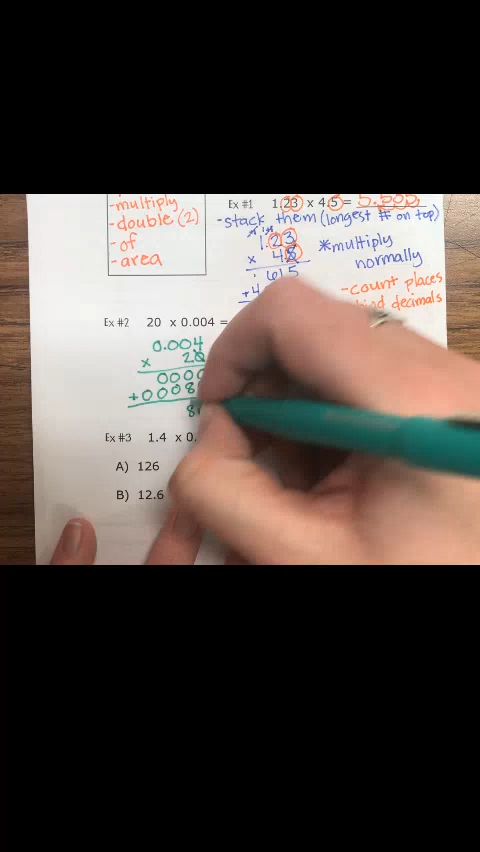 -multiply
-double (2)
-of
-area
Ex #1 1.23 x 4.5 = 5.535
-stack them (longest # on top)
1.23
x 4.5
615
+4
*multiply
normally
-count places
decimals
Ex #2 20 x 0.004 =
0.004
x 20
0000
+0008
8
Ex #3 1.4 x 0.
A) 126
B) 12.6